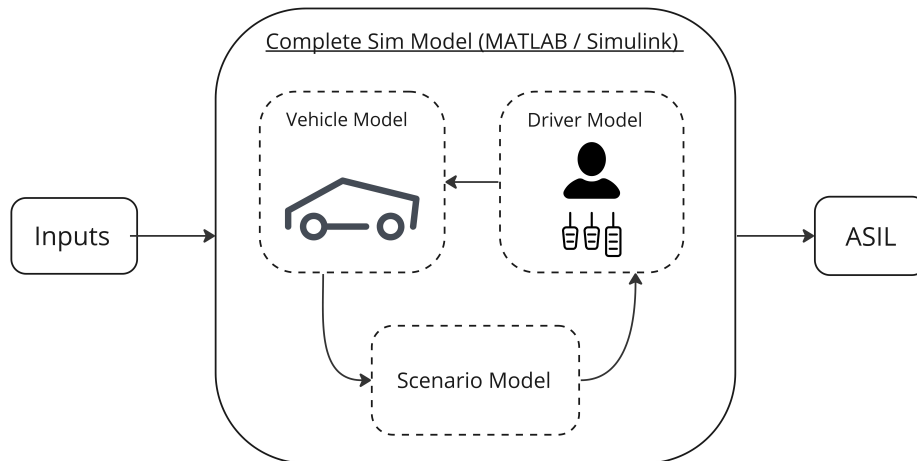 Complete Sim Model (MATLAB / Simulink)
Vehicle Model
Driver Model
Inputs
ASIL
Scenario Model